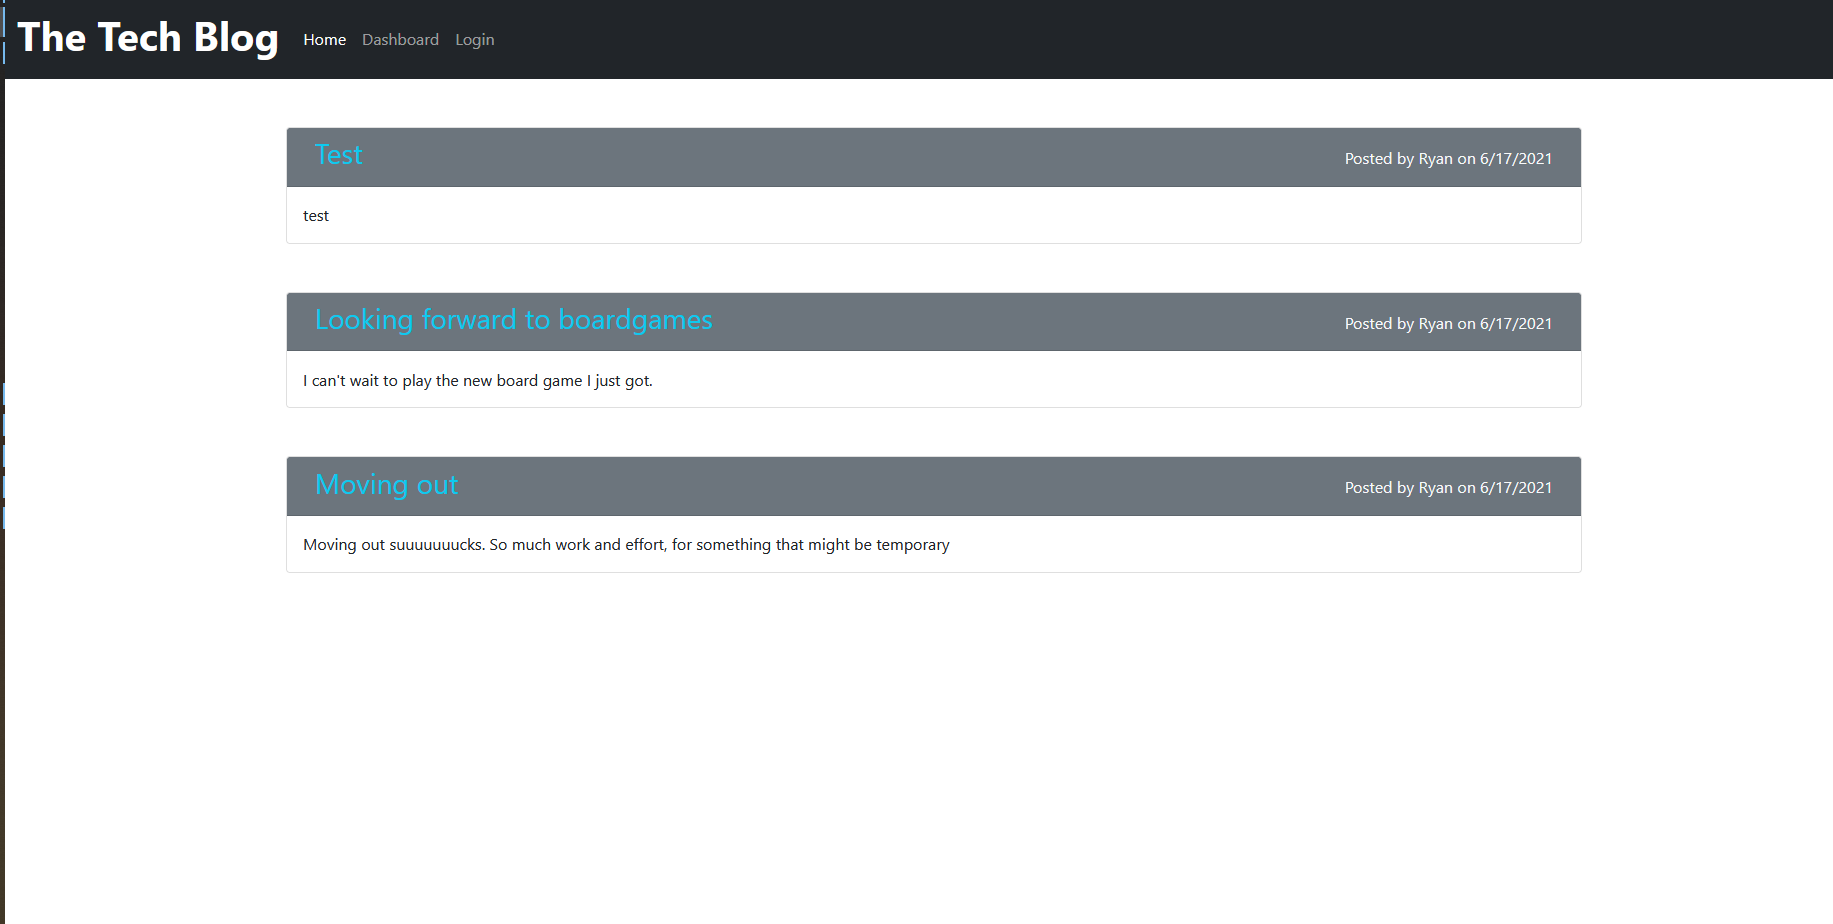 The Tech Blog Home Dashboard Login
Test Posted by Ryan on 6/17/2021
test
Looking forward to boardgames Posted by Ryan on 6/17/2021
I can't wait to play the new board game I just got.
Moving out Posted by Ryan on 6/17/2021
Moving out suuuuuuucks. So much work and effort, for something that might be temporary